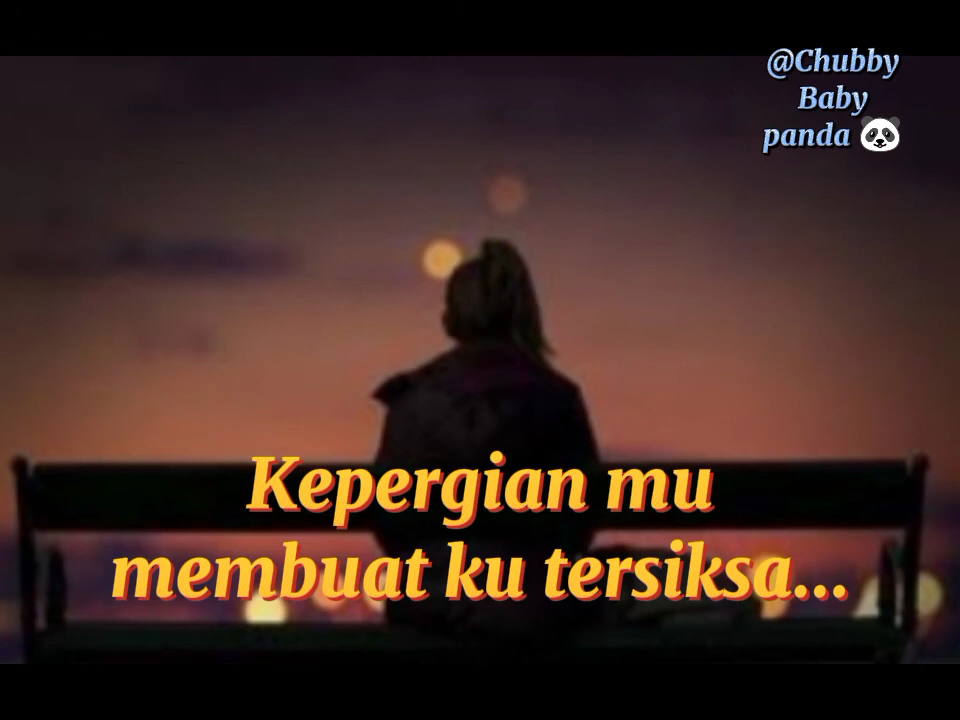 @Chubby
Baby
panda 🐼
Kepergian mu
membuat ku tersiksa...